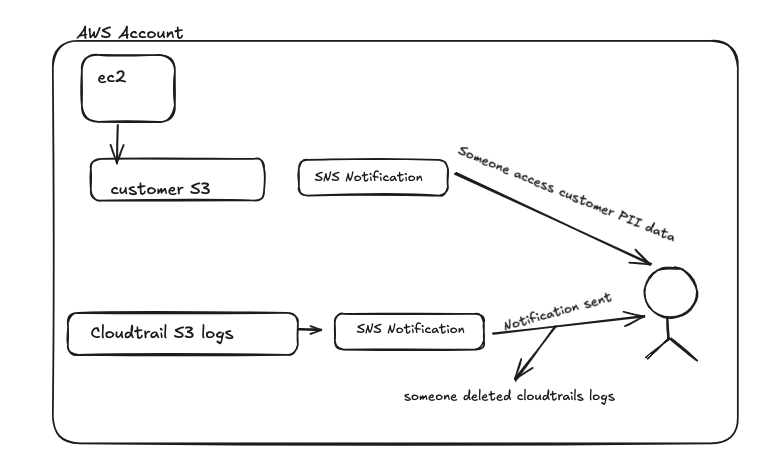 AWS Account
ec2
customer S3
SNS Notification
Someone access customer PII data
Cloudtrail S3 logs
SNS Notification
Notification sent
someone deleted cloudtrails logs